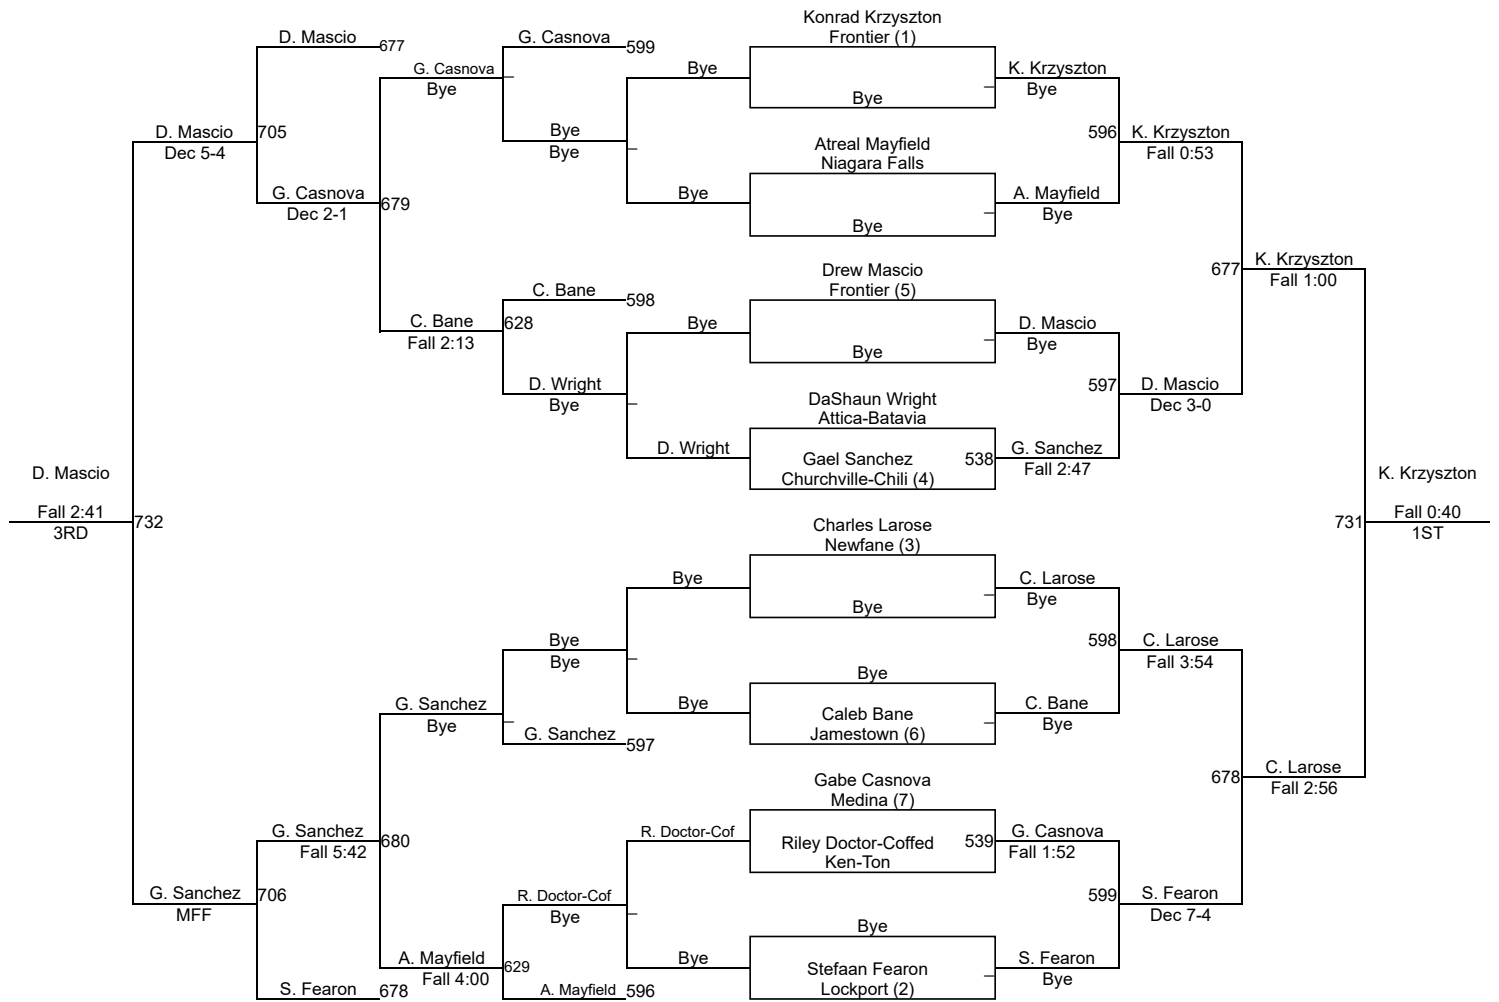 Konrad Krzyszton
Frontier (1)
D. Mascio 677
G. Casnova 599
G. Casnova
Bye
Bye
K. Krzyszton
Bye
Bye
D. Mascio 705
Dec 5-4
Bye
Bye
Atreal Mayfield
Niagara Falls
596 K. Krzyszton
Fall 0:53
G. Casnova 679
Dec 2-1
Bye
A. Mayfield
Bye
Bye
Drew Mascio
Frontier (5)
677 K. Krzyszton
Fall 1:00
C. Bane 598
C. Bane 628
Fall 2:13
Bye
D. Mascio
Bye
Bye
D. Wright
Bye
DaShaun Wright
Attica-Batavia
597 D. Mascio
Dec 3-0
D. Wright
Gael Sanchez 538
Churchville-Chili (4)
G. Sanchez
Fall 2:47
D. Mascio
Fall 2:41
3RD
732
K. Krzyszton
731 Fall 0:40
1ST
Charles Larose
Newfane (3)
Bye
C. Larose
Bye
Bye
Bye
Bye
598 C. Larose
Fall 3:54
Bye
G. Sanchez
Bye
Bye
Caleb Bane
Jamestown (6)
C. Bane
Bye
G. Sanchez 597
Gabe Casnova
Medina (7)
678 C. Larose
Fall 2:56
G. Sanchez 680
Fall 5:42
R. Doctor-Cof
Riley Doctor-Coffed 539
Ken-Ton
G. Casnova
Fall 1:52
G. Sanchez 706
MFF
R. Doctor-Cof
Bye
599 S. Fearon
Dec 7-4
Bye
A. Mayfield 629
Fall 4:00
Bye
Stefaan Fearon
Lockport (2)
S. Fearon
Bye
S. Fearon 678
A. Mayfield 596